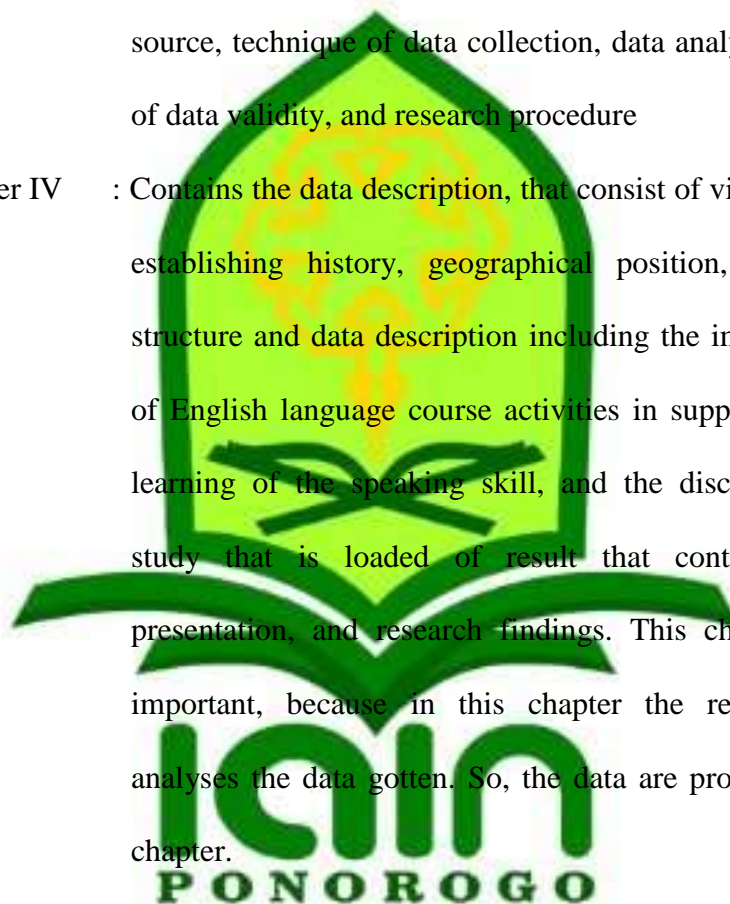 source, technique of data collection, data analy
of data validity, and research procedure
er IV : Contains the data description, that consist of vi
establishing history, geographical position,
structure and data description including the in
of English language course activities in supp
learning of the speaking skill, and the disc
study that is loaded of result that cont
presentation, and research findings. This ch
important, because in this chapter the re
analyses the data gotten. So, the data are pro
chapter.
iain
PONOROGO